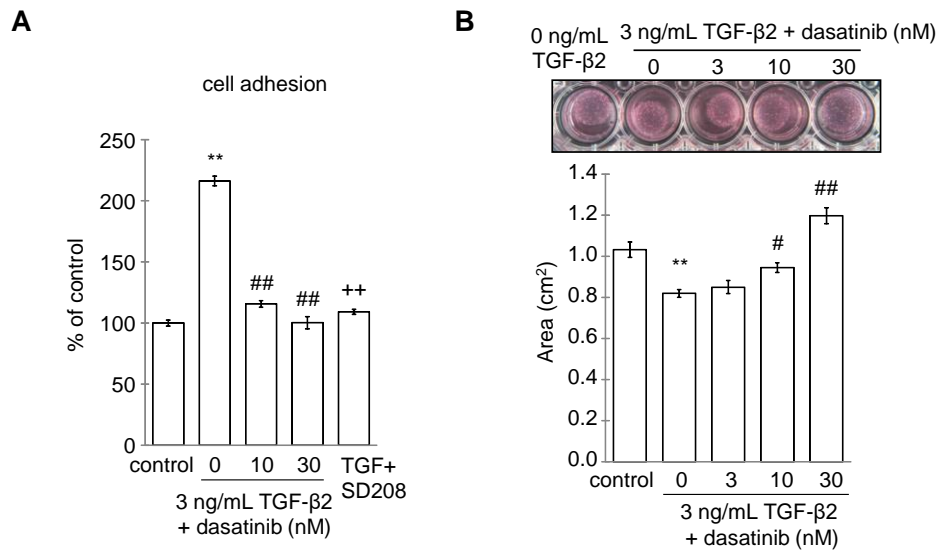 A
cell adhesion
% of control
250
200
150
100
50
0
**
##
##
++
control 0 10 30 TGF+
SD208
3 ng/mL TGF-β2
+ dasatinib (nM)
B
0 ng/mL
TGF-β2
3 ng/mL TGF-β2 + dasatinib (nM)
0 3 10 30
Area (cm²)
1.4
1.2
1.0
0.8
0.6
0.4
0.2
0.0
**
#
##
control 0 3 10 30
3 ng/mL TGF-β2
+ dasatinib (nM)